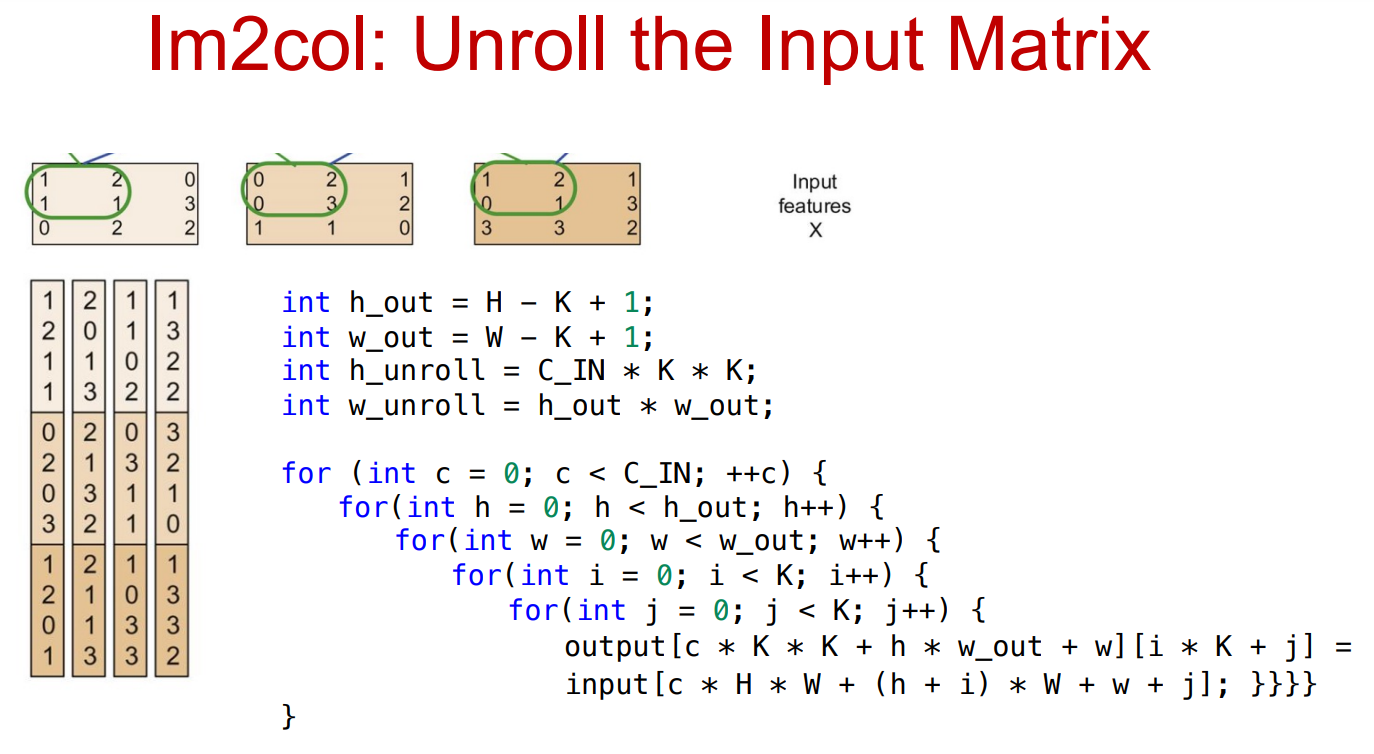 Im2col: Unroll the Input Matrix
1 2 0
1 1 3
0 2 2
0 2 1
0 3 2
1 1 0
1 2 1
0 1 3
3 3 2
Input
features
X
1 2 1 1
2 0 1 3
1 1 0 2
1 3 2 2
0 2 0 3
2 1 3 2
0 3 1 1
3 2 1 0
1 2 1 1
2 1 0 3
0 1 3 3
1 3 3 2
int h_out = H - K + 1;
int w_out = W - K + 1;
int h_unroll = C_IN * K * K;
int w_unroll = h_out * w_out;
for (int c = 0; c < C_IN; ++c) {
for(int h = 0; h < h_out; h++) {
for(int w = 0; w < w_out; w++) {
for(int i = 0; i < K; i++) {
for(int j = 0; j < K; j++) {
output[c * K * K + h * w_out + w][i * K + j] =
input[c * H * W + (h + i) * W + w + j]; }}}}
}